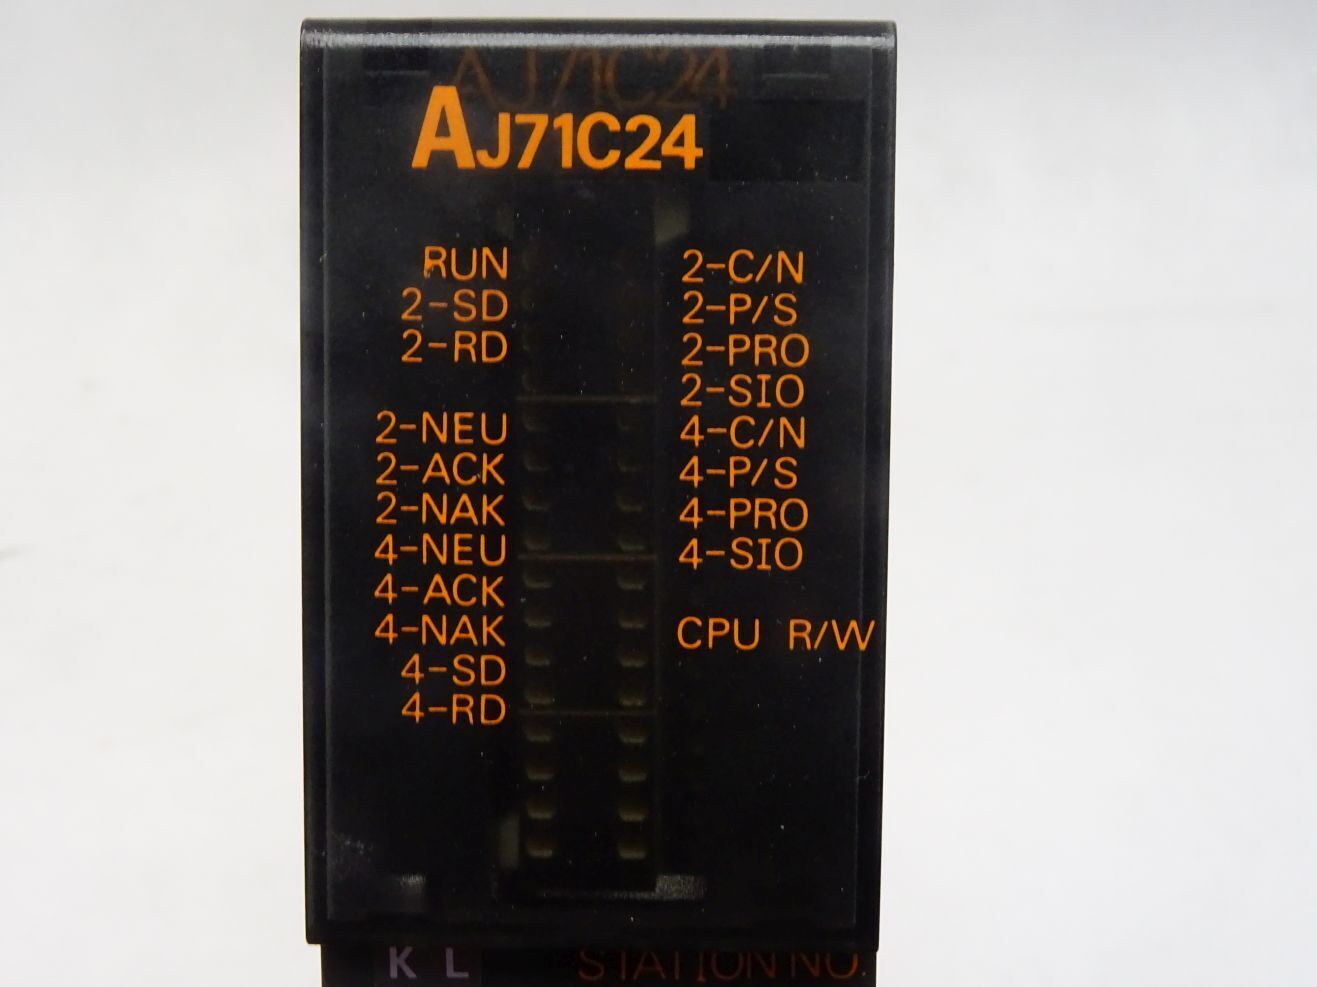 AJ71C24
AJ71C24
RUN
2-SD
2-RD
2-NEU
2-ACK
2-NAK
4-NEU
4-ACK
4-NAK
4-SD
4-RD
2-C/N
2-P/S
2-PRO
2-SIO
4-C/N
4-P/S
4-PRO
4-SIO
CPU R/W
K L STATION NO.